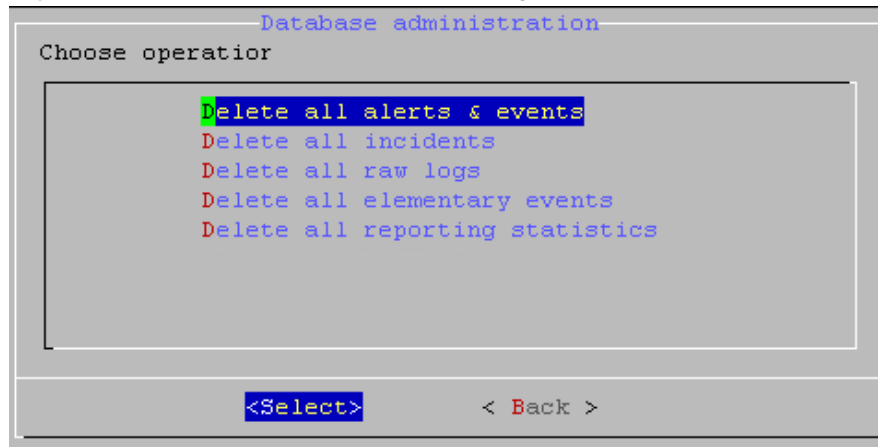 Database administration
Choose operatior
Delete all alerts & events
Delete all incidents
Delete all raw logs
Delete all elementary events
Delete all reporting statistics
<Select> < Back >